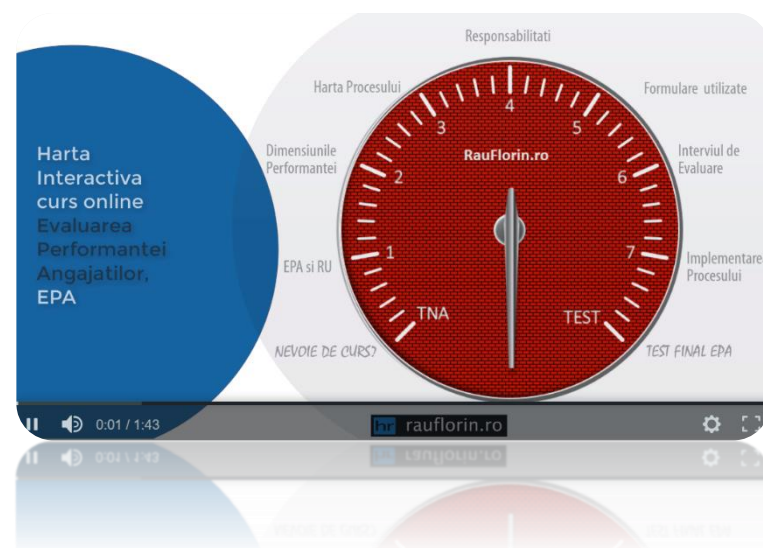 Harta
Interactiva
curs online
Evaluarea
Performantei
Angajatilor,
EPA
Responsabilitati
Harta Procesului
Formulare utilizate
Dimensiunile
Performantei
Interviul de
Evaluare
EPA si RU
Implementare
Procesului
NEVOIE DE CURS?
TEST FINAL EPA
RauFlorin.ro
TNA
1
2
3
4
5
6
7
TEST
0:01 / 1:43
hr rauflorin.ro